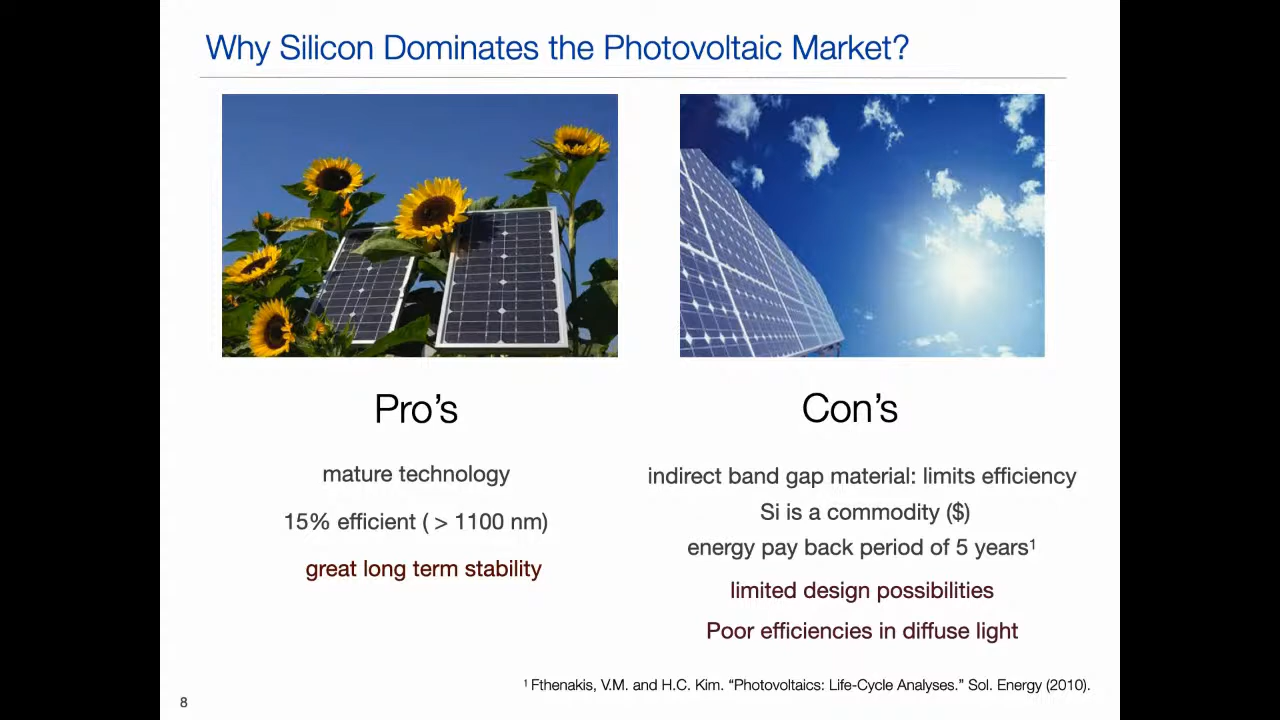 Why Silicon Dominates the Photovoltaic Market?
Pro's
mature technology
15% efficient ( > 1100 nm)
great long term stability
Con's
indirect band gap material: limits efficiency
Si is a commodity ($)
energy pay back period of 5 years¹
limited design possibilities
Poor efficiencies in diffuse light
¹ Fthenakis, V.M. and H.C. Kim. “Photovoltaics: Life-Cycle Analyses.” Sol. Energy (2010).
8